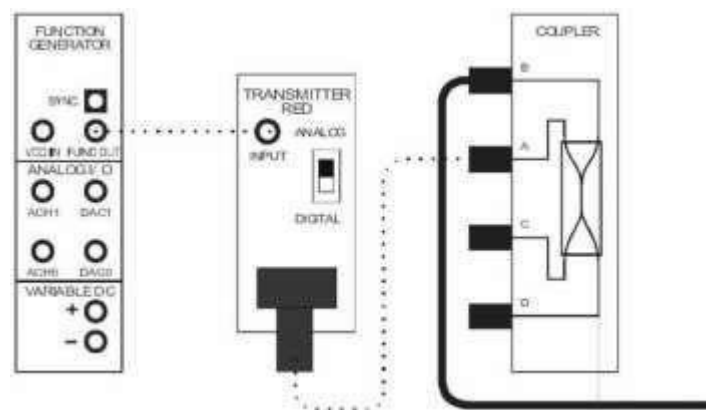 FUNCTION
GENERATOR
SYNC
VCO IN FUNC OUT
ANALOG I/ O
ACH1 DAC1
ACH0 DAC0
VARIABLE DC
+
−
TRANSMITTER
RED
ANALOG
INPUT
DIGITAL
COUPLER
B
A
C
D